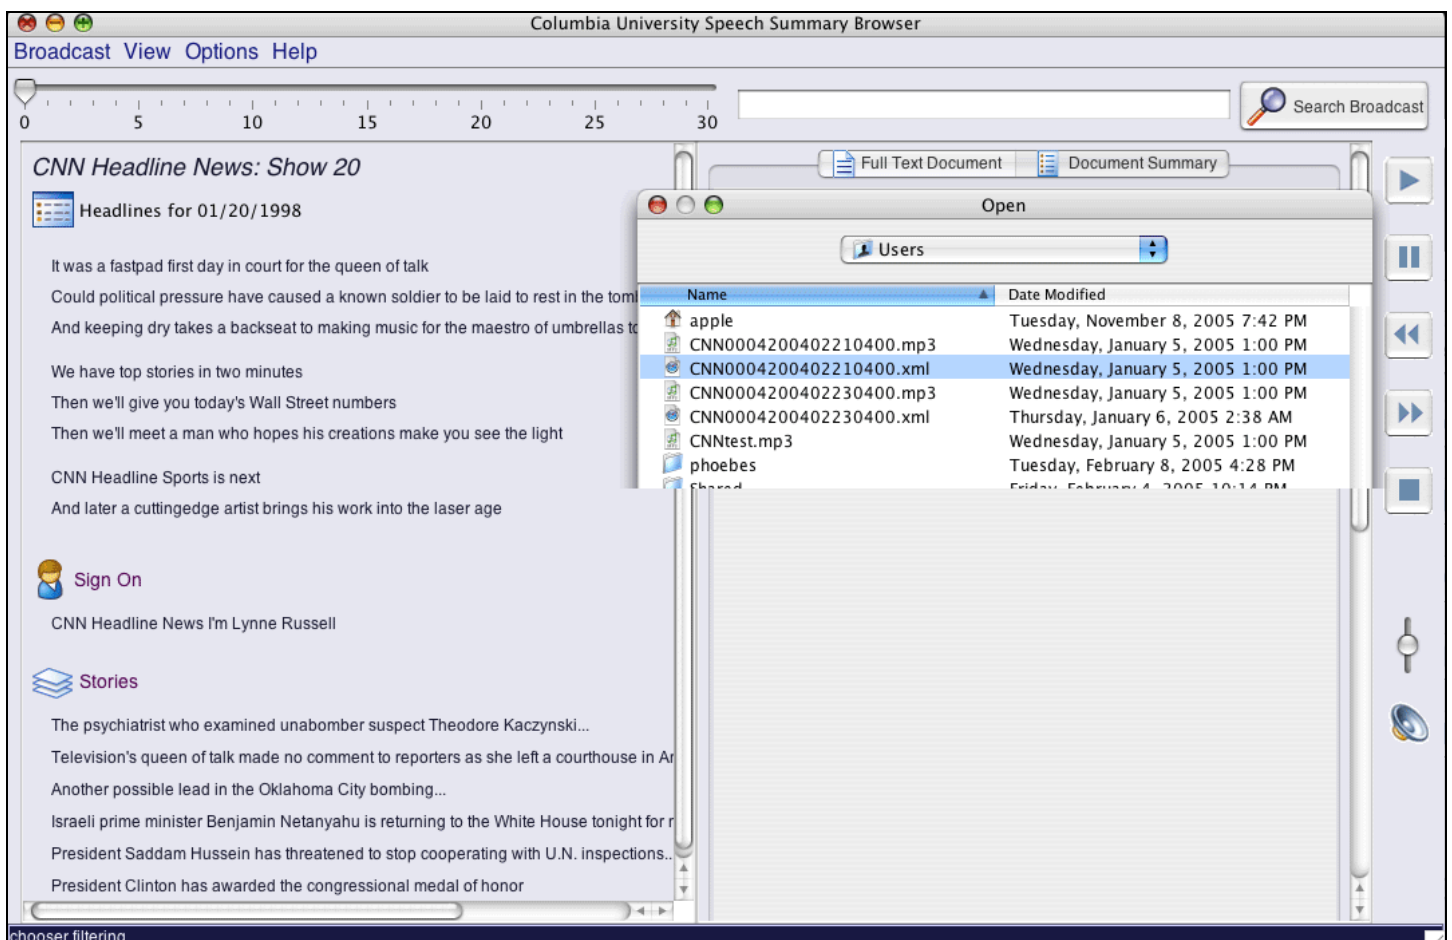 Columbia University Speech Summary Browser
Broadcast View Options Help
0 5 10 15 20 25 30
Search Broadcast
CNN Headline News: Show 20
Headlines for 01/20/1998
It was a fastpad first day in court for the queen of talk
Could political pressure have caused a known soldier to be laid to rest in the
And keeping dry takes a backseat to making music for the maestro of umbrellas
We have top stories in two minutes
Then we'll give you today's Wall Street numbers
Then we'll meet a man who hopes his creations make you see the light
CNN Headline Sports is next
And later a cuttingedge artist brings his work into the laser age
Sign On
CNN Headline News I'm Lynne Russell
Stories
The psychiatrist who examined unabomber suspect Theodore Kaczynski...
Television's queen of talk made no comment to reporters as she left a courthouse in
Another possible lead in the Oklahoma City bombing...
Israeli prime minister Benjamin Netanyahu is returning to the White House tonight for
President Saddam Hussein has threatened to stop cooperating with U.N. inspections..
President Clinton has awarded the congressional medal of honor
Full Text Document Document Summary
Open
Users
Name Date Modified
apple Tuesday, November 8, 2005 7:42 PM
CNN0004200402210400.mp3 Wednesday, January 5, 2005 1:00 PM
CNN0004200402210400.xml Wednesday, January 5, 2005 1:00 PM
CNN0004200402230400.mp3 Wednesday, January 5, 2005 1:00 PM
CNN0004200402230400.xml Thursday, January 6, 2005 2:38 AM
CNNtest.mp3 Wednesday, January 5, 2005 1:00 PM
phoebes Tuesday, February 8, 2005 4:28 PM
Shared Friday, February 4, 2005 10:14 PM
chooser filtering